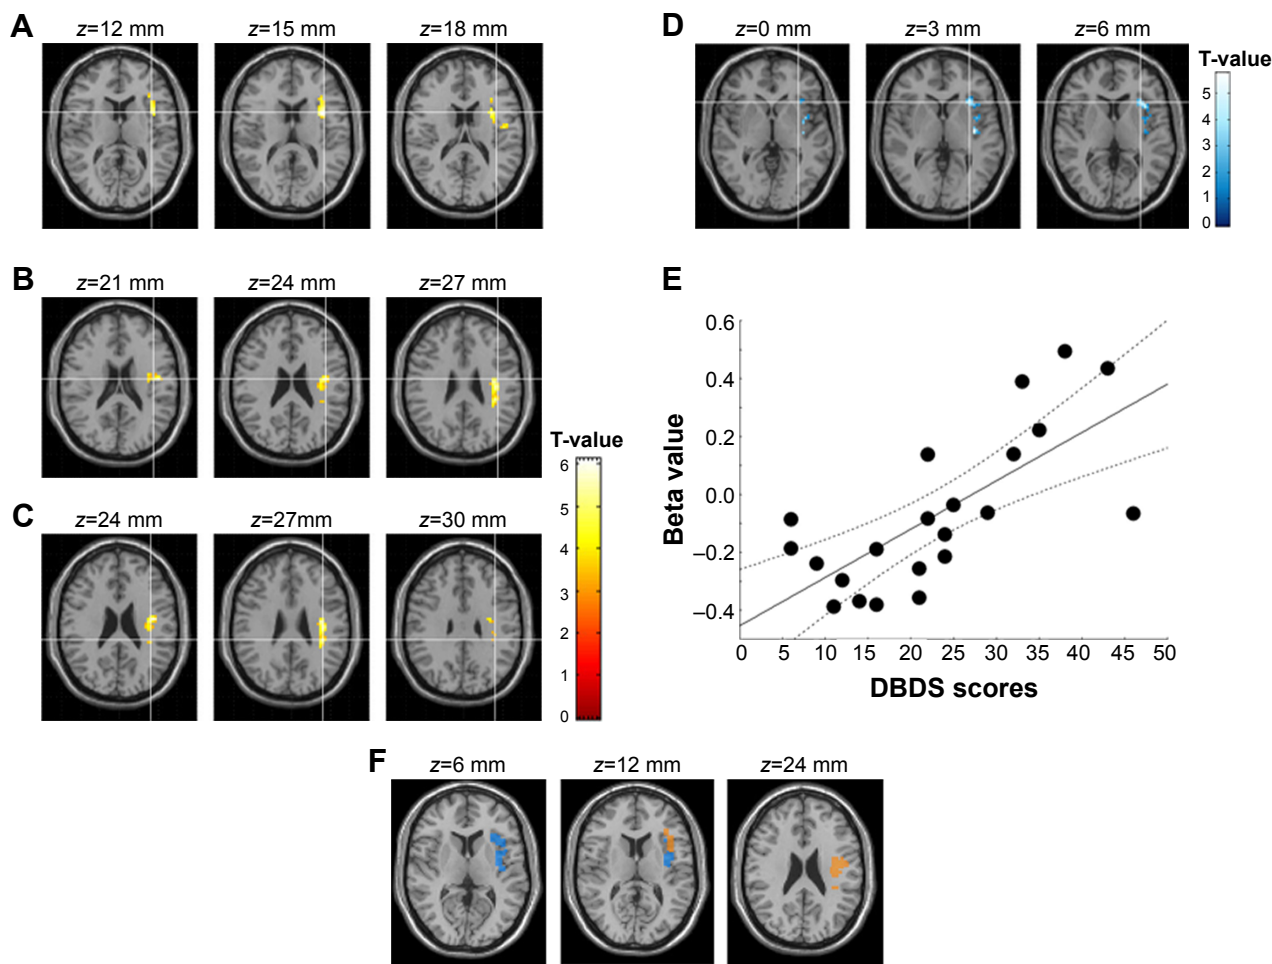 A
z=12 mm
z=15 mm
z=18 mm
D
z=0 mm
z=3 mm
z=6 mm
T-value
5
4
3
2
1
0
B
z=21 mm
z=24 mm
z=27 mm
C
z=24 mm
z=27mm
z=30 mm
T-value
6
5
4
3
2
1
0
E
0.6
0.4
0.2
0.0
–0.2
–0.4
Beta value
0 5 10 15 20 25 30 35 40 45 50
DBDS scores
F
z=6 mm
z=12 mm
z=24 mm